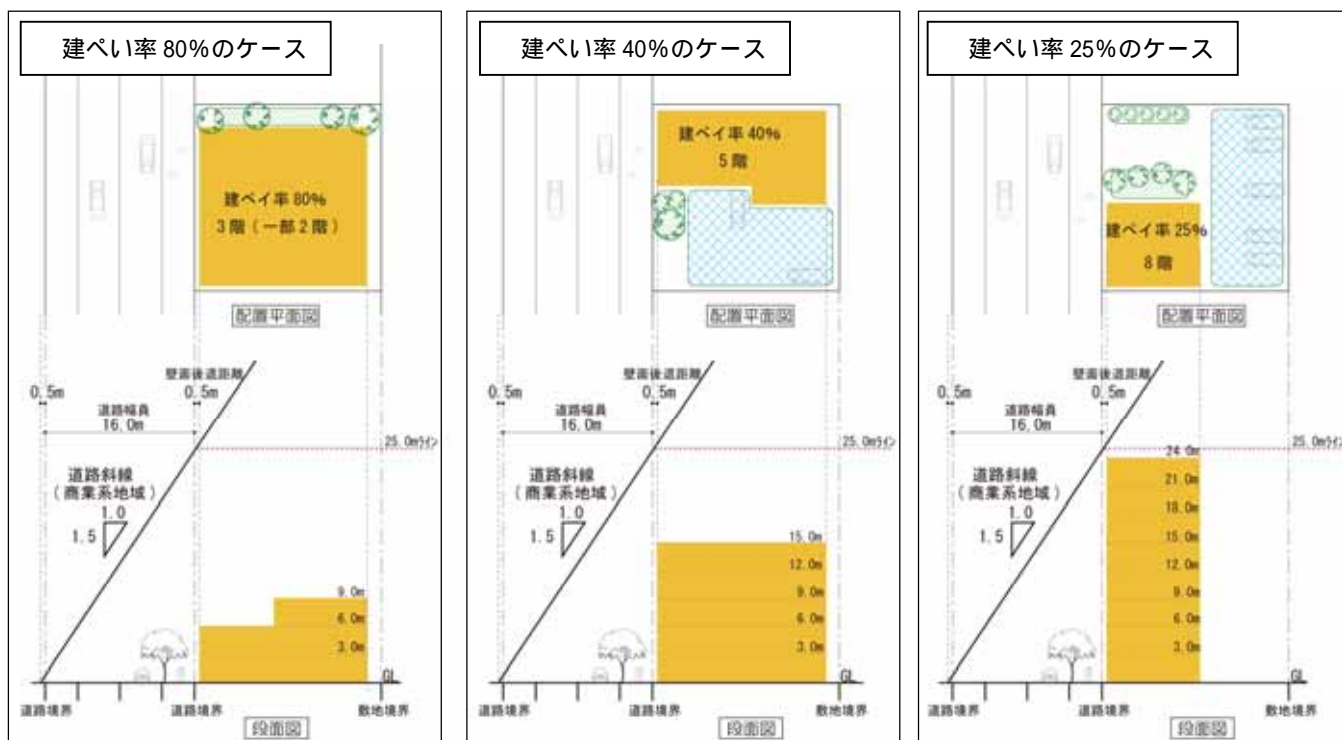 建ぺい率 80%のケース
建ペイ率 80%
3 階 ( 一部 2 階 )
配置平面図
壁面後退距離
0.5m
0.5m
道路幅員
16.0m
25.0mライン
道路斜線
( 商業系地域 )
1.0
1.5
9.0m
6.0m
3.0m
GL
道路境界
道路境界
敷地境界
段面図
建ぺい率 40%のケース
建ペイ率 40%
5 階
配置平面図
壁面後退距離
0.5m
0.5m
道路幅員
16.0m
25.0mライン
道路斜線
( 商業系地域 )
1.0
1.5
15.0m
12.0m
9.0m
6.0m
3.0m
GL
道路境界
道路境界
敷地境界
段面図
建ぺい率 25%のケース
建ペイ率 25%
8 階
配置平面図
壁面後退距離
0.5m
0.5m
道路幅員
16.0m
25.0mライン
道路斜線
( 商業系地域 )
1.0
1.5
24.0m
21.0m
18.0m
15.0m
12.0m
9.0m
6.0m
3.0m
GL
道路境界
道路境界
敷地境界
段面図